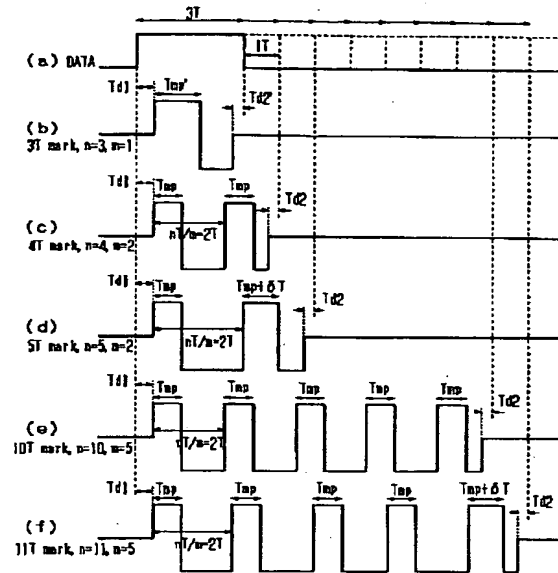 3T
1T
(a) DATA
Td1 Tmp' Td2'
(b)
3T mark, n=3, m=1
Td1 Tmp Tmp Td2
(c) nT/m=2T
4T mark, n=4, m=2
Td1 Tmp Tmp+δT Td2
(d) nT/m=2T
5T mark, n=5, m=2
Td1 Tmp Tmp Tmp Tmp Tmp Td2
(e) nT/m=2T
10T mark, n=10, m=5
Td1 Tmp Tmp Tmp Tmp Tmp+δT Td2
(f) nT/m=2T
11T mark, n=11, m=5